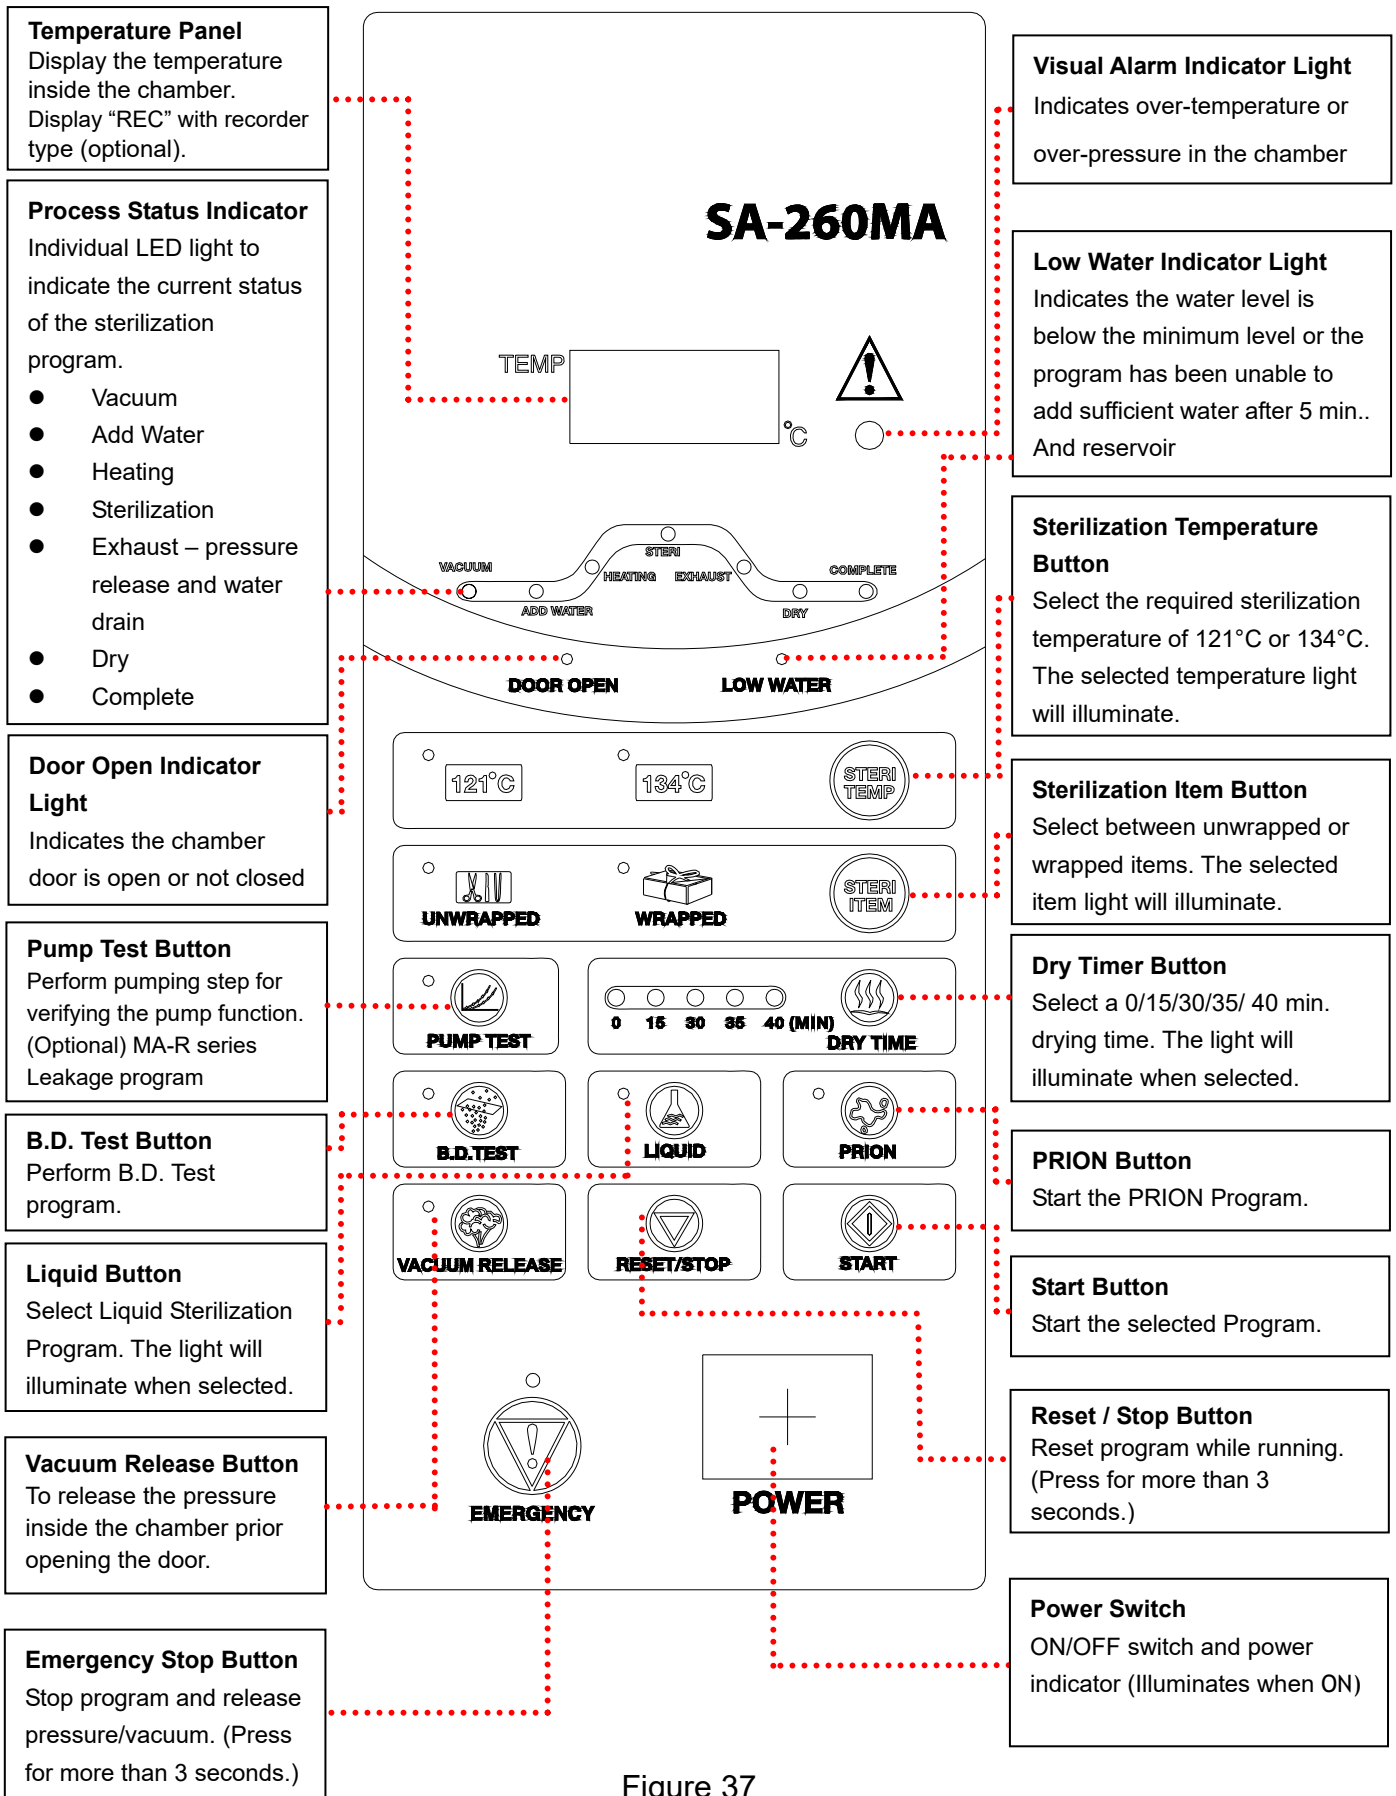 Temperature Panel
Display the temperature
inside the chamber.
Display “REC” with recorder
type (optional).
Process Status Indicator
Individual LED light to
indicate the current status
of the sterilization
program.
● Vacuum
● Add Water
● Heating
● Sterilization
● Exhaust – pressure
release and water
drain
● Dry
● Complete
Door Open Indicator
Light
Indicates the chamber
door is open or not closed
Pump Test Button
Perform pumping step for
verifying the pump function.
(Optional) MA-R series
Leakage program
B.D. Test Button
Perform B.D. Test
program.
Liquid Button
Select Liquid Sterilization
Program. The light will
illuminate when selected.
Vacuum Release Button
To release the pressure
inside the chamber prior
opening the door.
Emergency Stop Button
Stop program and release
pressure/vacuum. (Press
for more than 3 seconds.)
SA-260MA
TEMP
°C
VACUUM
ADD WATER
HEATING
STERI
EXHAUST
DRY
COMPLETE
DOOR OPEN
LOW WATER
121°C
134°C
STERI
TEMP
UNWRAPPED
WRAPPED
STERI
ITEM
PUMP TEST
0 15 30 35 40 (MIN)
DRY TIME
B.D.TEST
LIQUID
PRION
VACUUM RELEASE
RESET/STOP
START
EMERGENCY
POWER
Visual Alarm Indicator Light
Indicates over-temperature or
over-pressure in the chamber
Low Water Indicator Light
Indicates the water level is
below the minimum level or the
program has been unable to
add sufficient water after 5 min..
And reservoir
Sterilization Temperature
Button
Select the required sterilization
temperature of 121°C or 134°C.
The selected temperature light
will illuminate.
Sterilization Item Button
Select between unwrapped or
wrapped items. The selected
item light will illuminate.
Dry Timer Button
Select a 0/15/30/35/ 40 min.
drying time. The light will
illuminate when selected.
PRION Button
Start the PRION Program.
Start Button
Start the selected Program.
Reset / Stop Button
Reset program while running.
(Press for more than 3
seconds.)
Power Switch
ON/OFF switch and power
indicator (Illuminates when ON)
Figure 37